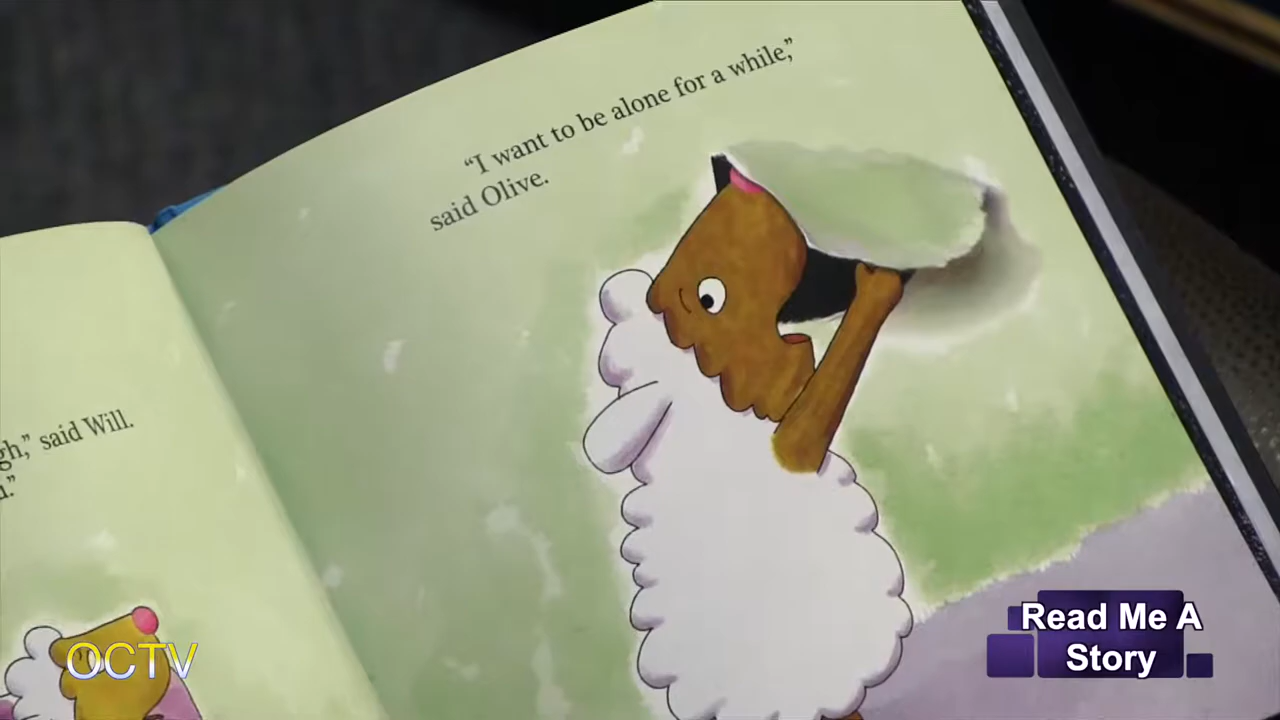 said Will.
“I want to be alone for a while,”
said Olive.
OCTV
Read Me A
Story